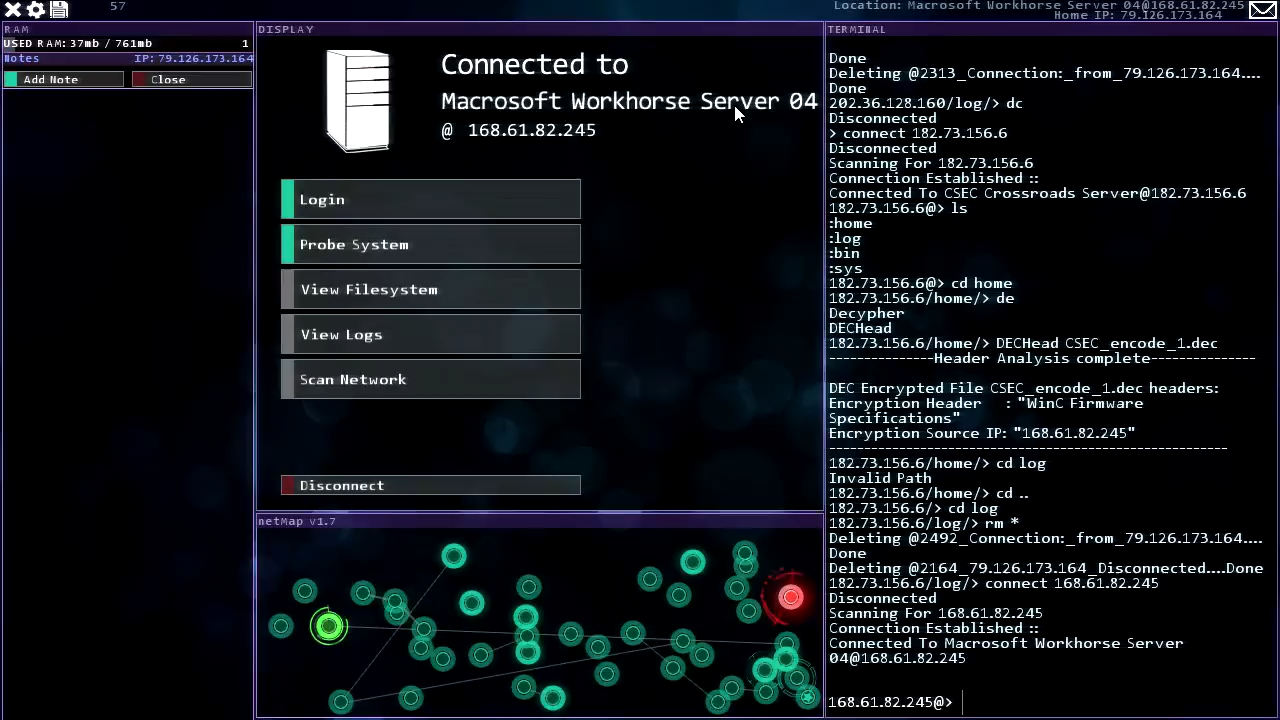 57
Location: Macrosoft Workhorse Server 04@168.61.82.245
Home IP: 79.126.173.164
RAM
USED RAM: 37mb / 761mb 1
Notes IP: 79.126.173.164
Add Note Close
DISPLAY
Connected to
Macrosoft Workhorse Server 04
@ 168.61.82.245
Login
Probe System
View Filesystem
View Logs
Scan Network
Disconnect
netMap v1.7
TERMINAL
Done
Deleting @2313_Connection:_from_79.126.173.164....
Done
202.36.128.160/log/> dc
Disconnected
> connect 182.73.156.6
Disconnected
Scanning For 182.73.156.6
Connection Established ::
Connected To CSEC Crossroads Server@182.73.156.6
182.73.156.6@> ls
:home
:log
:bin
:sys
182.73.156.6@> cd home
182.73.156.6/home/> de
Decypher
DECHead
182.73.156.6/home/> DECHead CSEC_encode_1.dec
---------------Header Analysis complete---------------
DEC Encrypted File CSEC_encode_1.dec headers:
Encryption Header   : "WinC Firmware
Specifications"
Encryption Source IP: "168.61.82.245"
---------------------------------------------------------
182.73.156.6/home/> cd log
Invalid Path
182.73.156.6/home/> cd ..
182.73.156.6/> cd log
182.73.156.6/log/> rm *
Deleting @2492_Connection:_from_79.126.173.164....
Done
Deleting @2164_79.126.173.164_Disconnected....Done
182.73.156.6/log/> connect 168.61.82.245
Disconnected
Scanning For 168.61.82.245
Connection Established ::
Connected To Macrosoft Workhorse Server
04@168.61.82.245
168.61.82.245@>